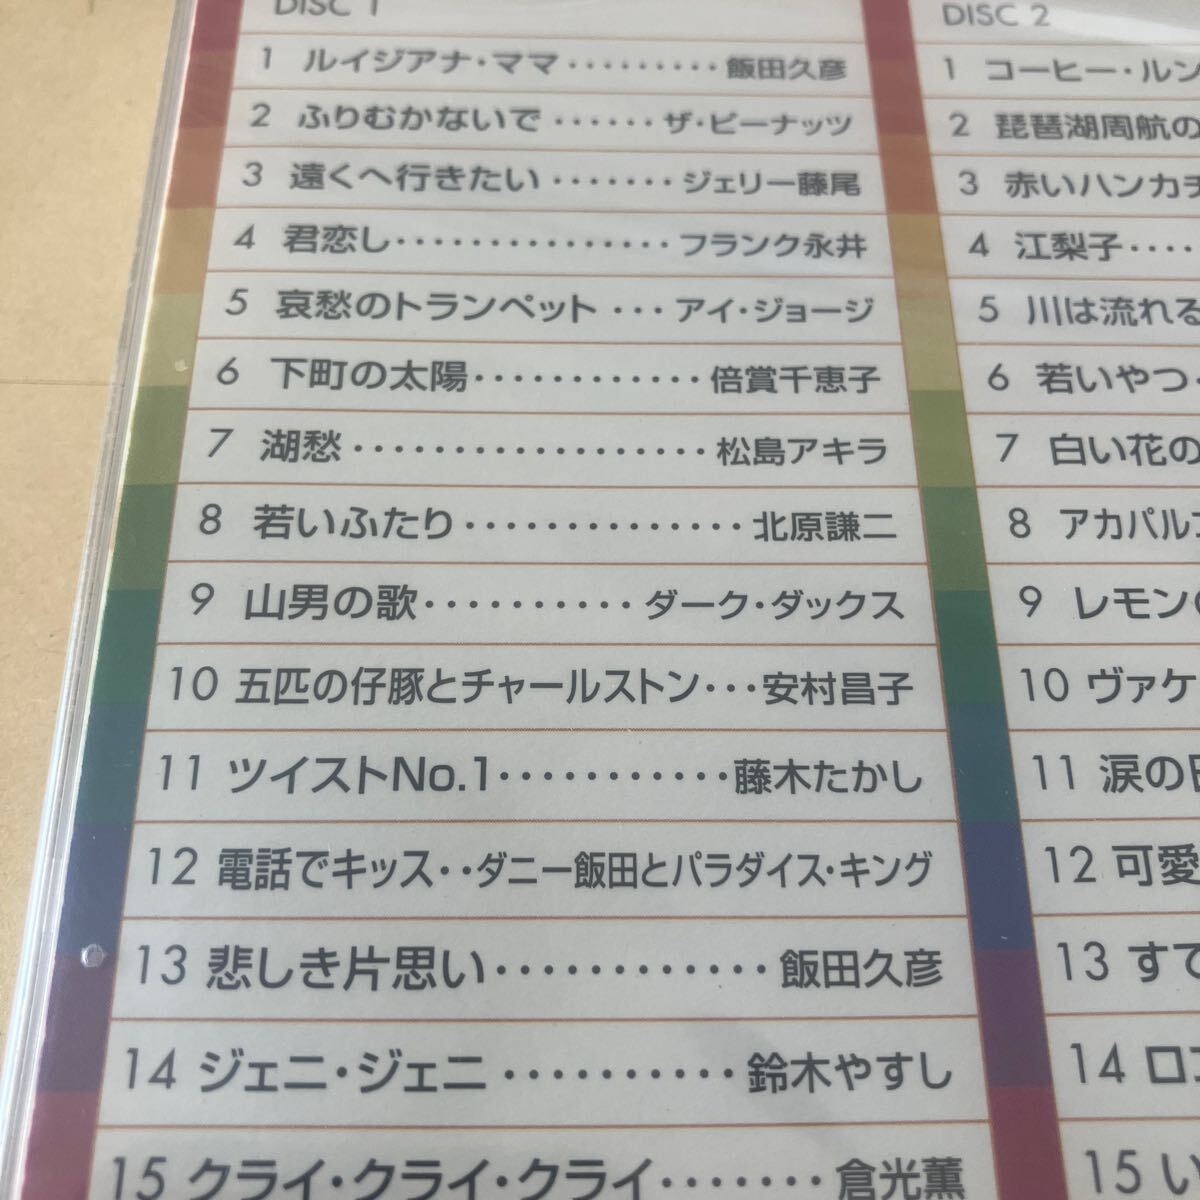 DISC 1
1 ルイジアナ・ママ・・・・・・・・・飯田久彦
2 ふりむかないで・・・・・・ザ・ピーナッツ
3 遠くへ行きたい・・・・・・・ジェリー藤尾
4 君恋し・・・・・・・・・・・・・・・フランク永井
5 哀愁のトランペット・・・アイ・ジョージ
6 下町の太陽・・・・・・・・・・・・倍賞千恵子
7 湖愁・・・・・・・・・・・・・・・・・・松島アキラ
8 若いふたり・・・・・・・・・・・・・・北原謙二
9 山男の歌・・・・・・・・・・ダーク・ダックス
10 五匹の仔豚とチャールストン・・・安村昌子
11 ツイストNo.1・・・・・・・・・・・・藤木たかし
12 電話でキッス・・ダニー飯田とパラダイス・キング
13 悲しき片思い・・・・・・・・・・・・飯田久彦
14 ジェニ・ジェニ・・・・・・・・・・・鈴木やすし
15 クライ・クライ・クライ・・・・・・・倉光薫
DISC 2
1 コーヒー・ルン
2 琵琶湖周航の
3 赤いハンカチ
4 江梨子・・・・
5 川は流れる
6 若いやつ・
7 白い花の
8 アカパルコ
9 レモンの
10 ヴァケ
11 涙の日
12 可愛
13 すて
14 ロコ
15 い